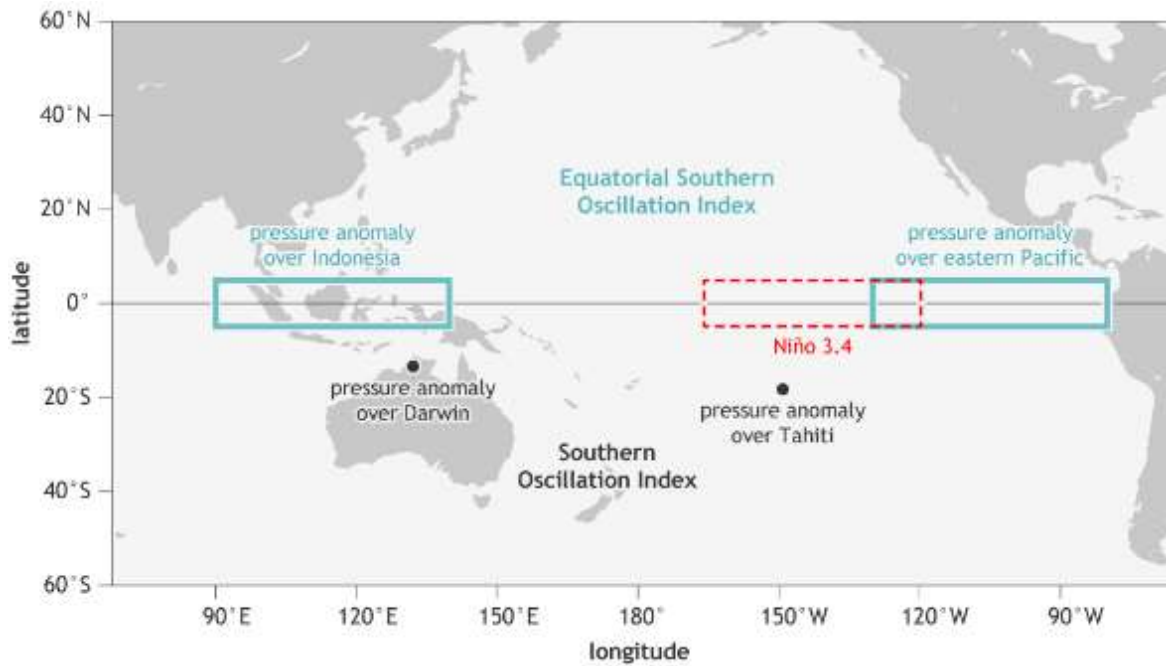 60°N
40°N
20°N
0°
20°S
40°S
60°S
latitude
Equatorial Southern
Oscillation Index
pressure anomaly
over Indonesia
pressure anomaly
over eastern Pacific
Niño 3.4
pressure anomaly
over Darwin
pressure anomaly
over Tahiti
Southern
Oscillation Index
90°E
120°E
150°E
180°
150°W
120°W
90°W
longitude